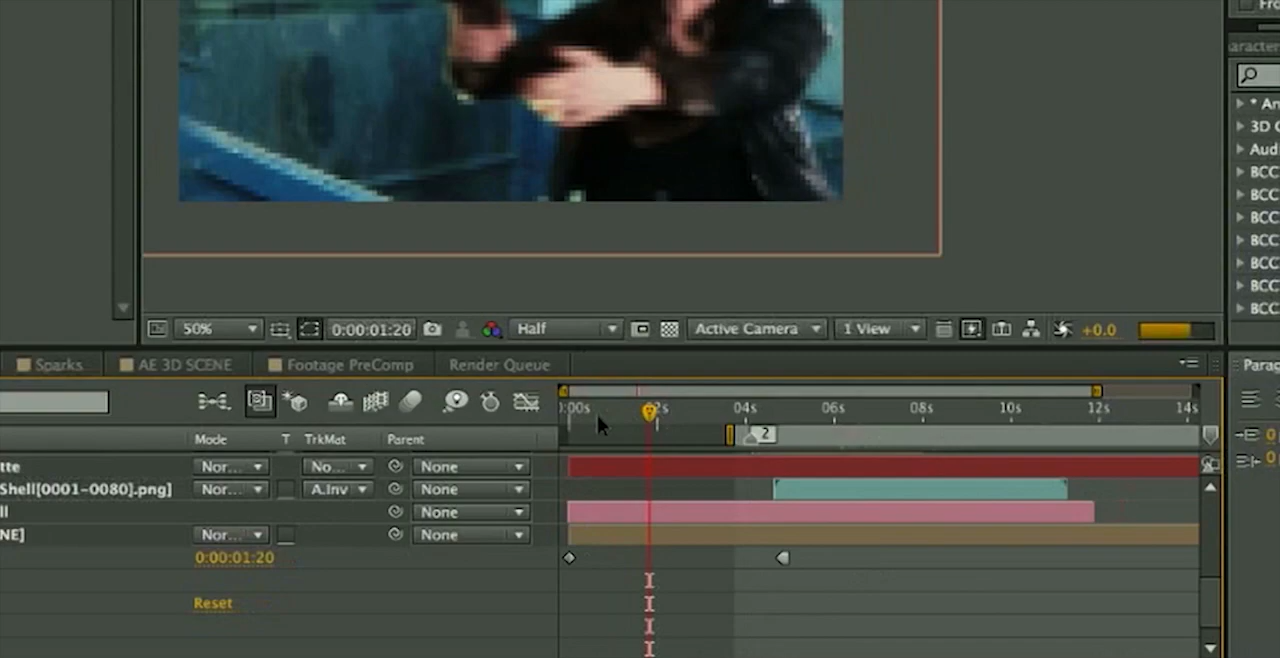 Fro
aracter
* An
3D C
Aud
BCC
BCC
BCC
BCC
BCC
BCC
BCC
50%
0:00:01:20
Half
Active Camera
1 View
+0.0
Sparks
AE 3D SCENE
Footage PreComp
Render Queue
Parag
):00s
2s
04s
06s
08s
10s
12s
14s
2
Mode
T
TrkMat
Parent
0
0
tte
Nor...
No...
None
Shell[0001-0080].png]
Nor...
A.Inv
None
ll
None
NE]
Nor...
None
0:00:01:20
Reset